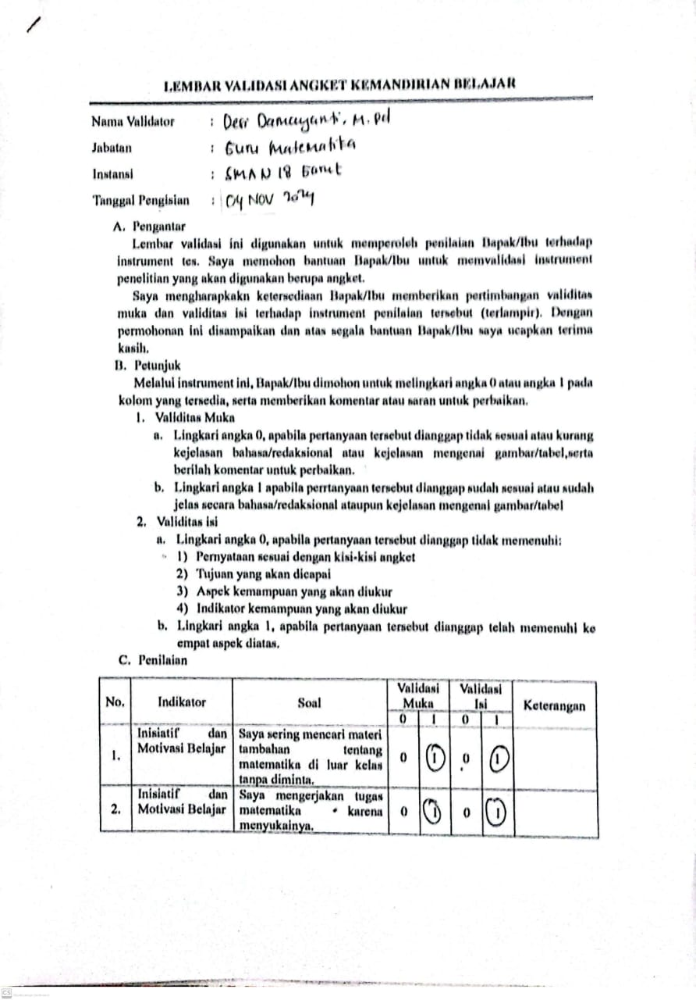 LEMBAR VALIDASI ANGKET KEMANDIRIAN BELAJAR
Nama Validator : Desi Damayanti, M.Pd
Jabatan : Guru Matematika
Instansi : SMAN 18 Garut
Tanggal Pengisian : 04 NOV 2024
A. Pengantar
Lembar validasi ini digunakan untuk memperoleh penilaian Bapak/Ibu terhadap
instrument tes. Saya memohon bantuan Bapak/Ibu untuk memvalidasi instrument
penelitian yang akan digunakan berupa angket.
Saya mengharapkakn ketersediaan Bapak/Ibu memberikan pertimbangan validitas
muka dan validitas isi terhadap instrument penilaian tersebut (terlampir). Dengan
permohonan ini disampaikan dan atas segala bantuan Bapak/Ibu saya ucapkan terima
kasih.
B. Petunjuk
Melalui instrument ini, Bapak/Ibu dimohon untuk melingkari angka 0 atau angka 1 pada
kolom yang tersedia, serta memberikan komentar atau saran untuk perbaikan.
1. Validitas Muka
a. Lingkari angka 0, apabila pertanyaan tersebut dianggap tidak sesuai atau kurang
kejelasan bahasa/redaksional atau kejelasan mengenai gambar/tabel,serta
berilah komentar untuk perbaikan.
b. Lingkari angka 1 apabila perrtanyaan tersebut dianggap sudah sesuai atau sudah
jelas secara bahasa/redaksional ataupun kejelasan mengenai gambar/tabel
2. Validitas isi
a. Lingkari angka 0, apabila pertanyaan tersebut dianggap tidak memenuhi:
1) Pernyataan sesuai dengan kisi-kisi angket
2) Tujuan yang akan dicapai
3) Aspek kemampuan yang akan diukur
4) Indikator kemampuan yang akan diukur
b. Lingkari angka 1, apabila pertanyaan tersebut dianggap telah memenuhi ke
empat aspek diatas.
C. Penilaian
No. Indikator Soal Validasi Muka Validasi Isi Keterangan
0 1 0 1
1. Inisiatif dan Saya sering mencari materi 0 1 0 1
Motivasi Belajar tambahan tentang
matematika di luar kelas
tanpa diminta.
2. Inisiatif dan Saya mengerjakan tugas 0 1 0 1
Motivasi Belajar matematika karena
menyukainya.
CS